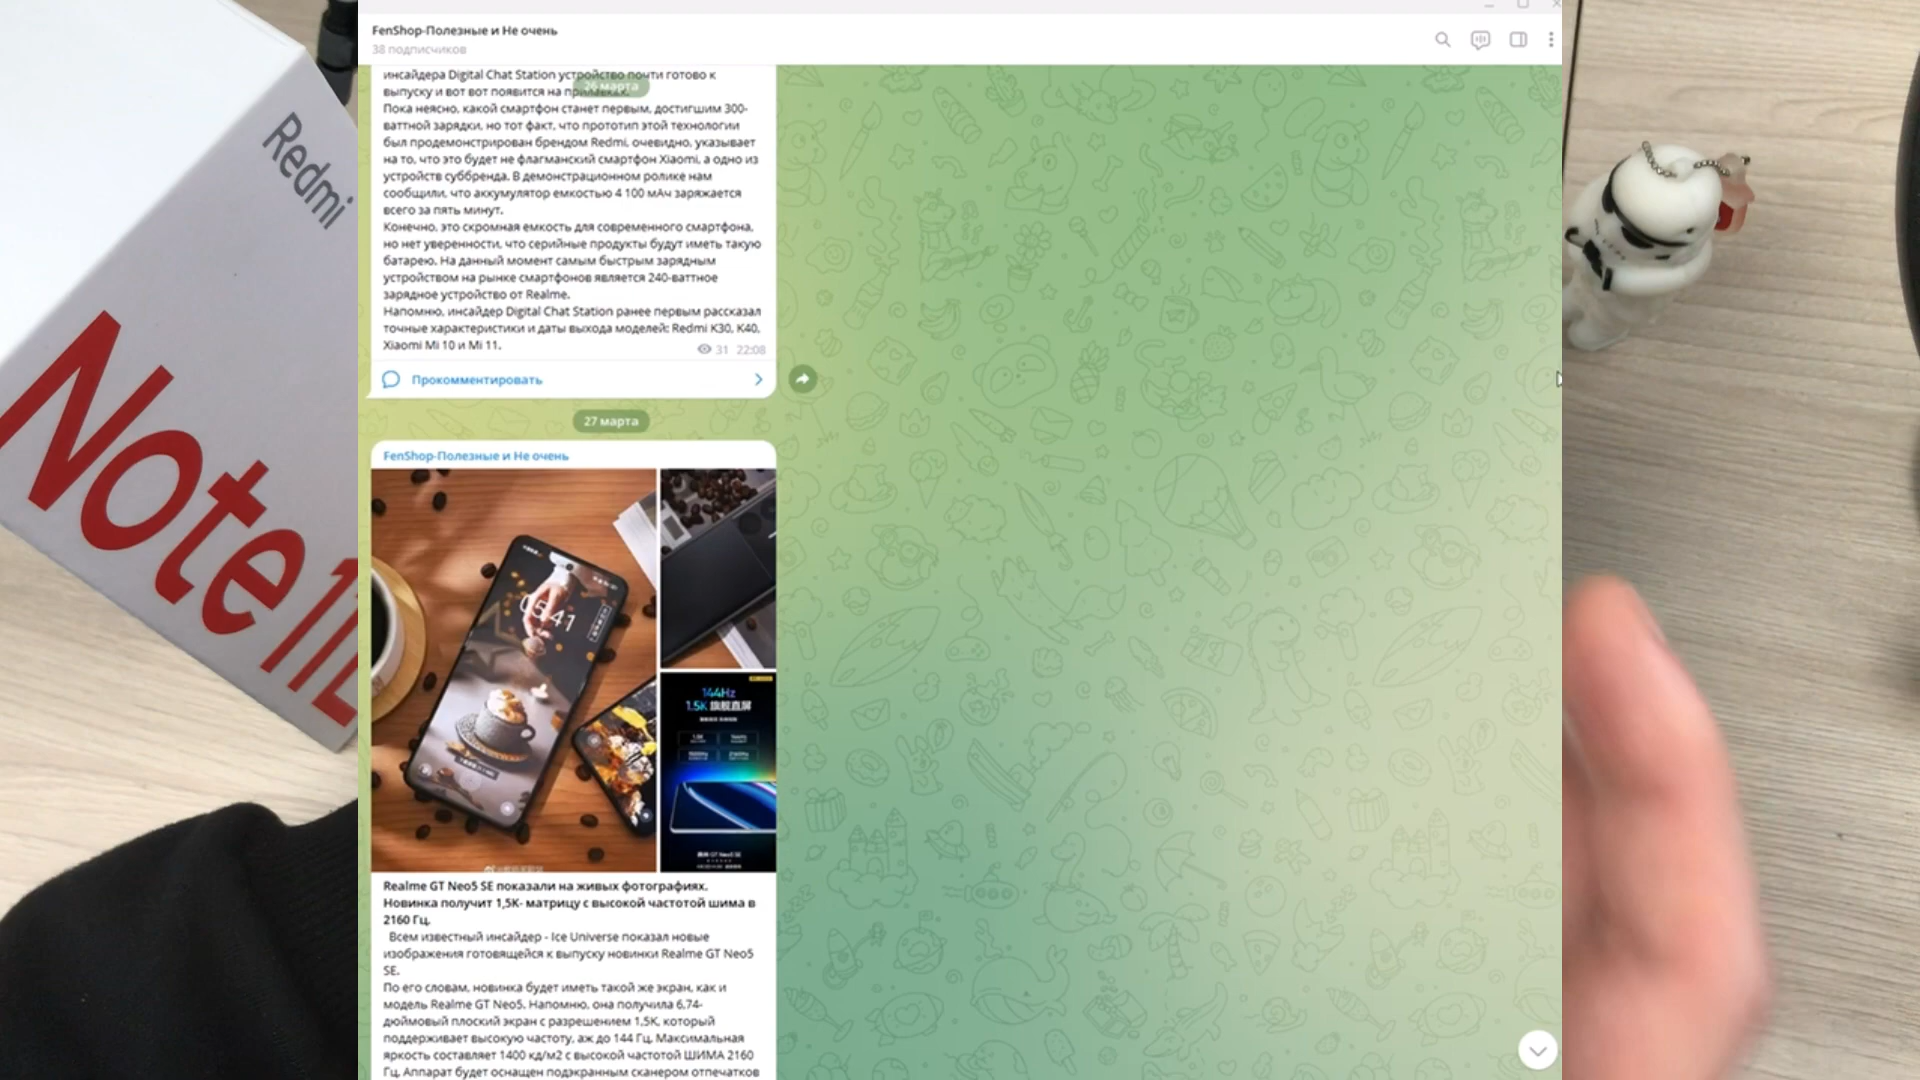 FenShop-Полезные и Не очень
38 подписчиков
инсайдера Digital Chat Station устройство почти готово к
выпуску и вот вот появится на прилавках.
26 марта
Пока неясно, какой смартфон станет первым, достигшим 300-
ваттной зарядки, но тот факт, что прототип этой технологии
был продемонстрирован брендом Redmi, очевидно, указывает
на то, что это будет не флагманский смартфон Xiaomi, а одно из
устройств суббренда. В демонстрационном ролике нам
сообщили, что аккумулятор емкостью 4 100 мАч заряжается
всего за пять минут.
Конечно, это скромная емкость для современного смартфона,
но нет уверенности, что серийные продукты будут иметь такую
батарею. На данный момент самым быстрым зарядным
устройством на рынке смартфонов является 240-ваттное
зарядное устройство от Realme.
Напомню, инсайдер Digital Chat Station ранее первым рассказал
точные характеристики и даты выхода моделей: Redmi K30, K40,
Xiaomi Mi 10 и Mi 11.
31 22:08
Прокомментировать
27 марта
FenShop-Полезные и Не очень
05:41
144Hz
1.5K 旗舰直屏
Realme GT Neo5 SE показали на живых фотографиях.
Новинка получит 1,5K- матрицу с высокой частотой шима в
2160 Гц.
Всем известный инсайдер - Ice Universe показал новые
изображения готовящейся к выпуску новинки Realme GT Neo5
SE.
По его словам, новинка будет иметь такой же экран, как и
модель Realme GT Neo5. Напомню, она получила 6,74-
дюймовый плоский экран с разрешением 1,5K, который
поддерживает высокую частоту, аж до 144 Гц. Максимальная
яркость составляет 1400 кд/м2 с высокой частотой ШИМА 2160
Гц. Аппарат будет оснащен подэкранным сканером отпечатков
Redmi
Note 11